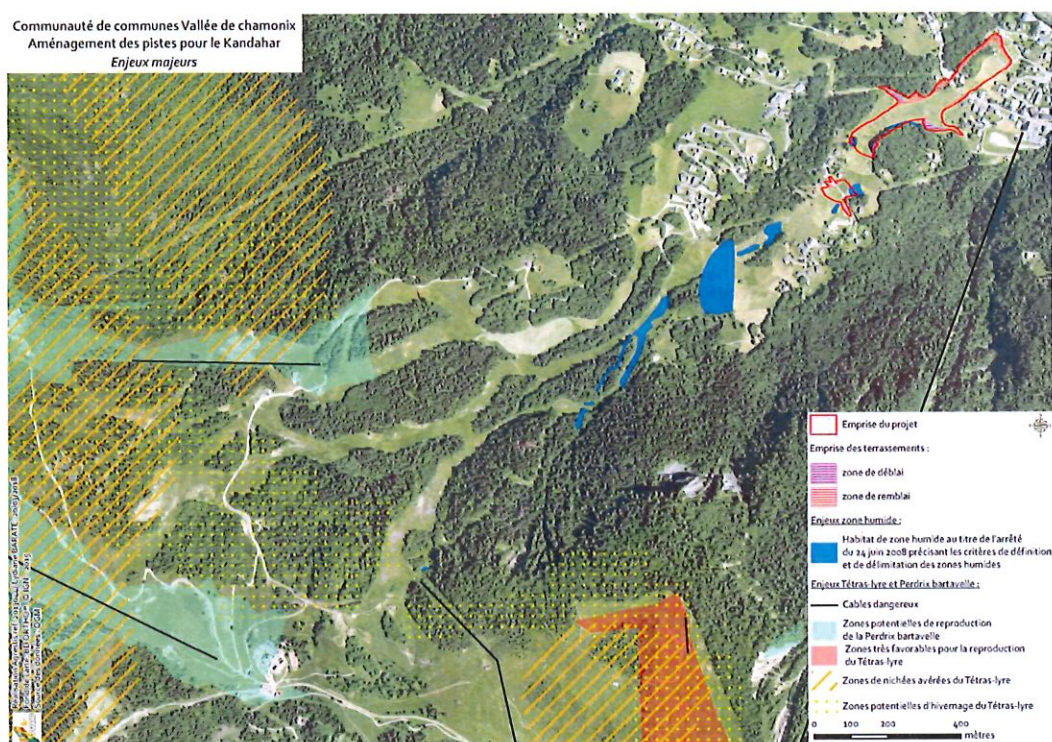 Communauté de communes Vallée de chamonix
Aménagement des pistes pour le Kandahar
Enjeux majeurs
Emprise du projet
Emprise des terrassements :
zone de déblai
zone de remblai
Enjeux zone humide :
Habitat de zone humide au titre de l'arrêté
du 24 juin 2008 précisant les critères de définition
et de délimitation des zones humides
Enjeux Tétras-lyre et Perdrix bartavelle :
Cables dangereux
Zones potentielles de reproduction
de la Perdrix bartavelle
Zones très favorables pour la reproduction
du Tétras-lyre
Zones de nichées avérées du Tétras-lyre
Zones potentielles d'hivernage du Tétras-lyre
0 100 200 400
mètres